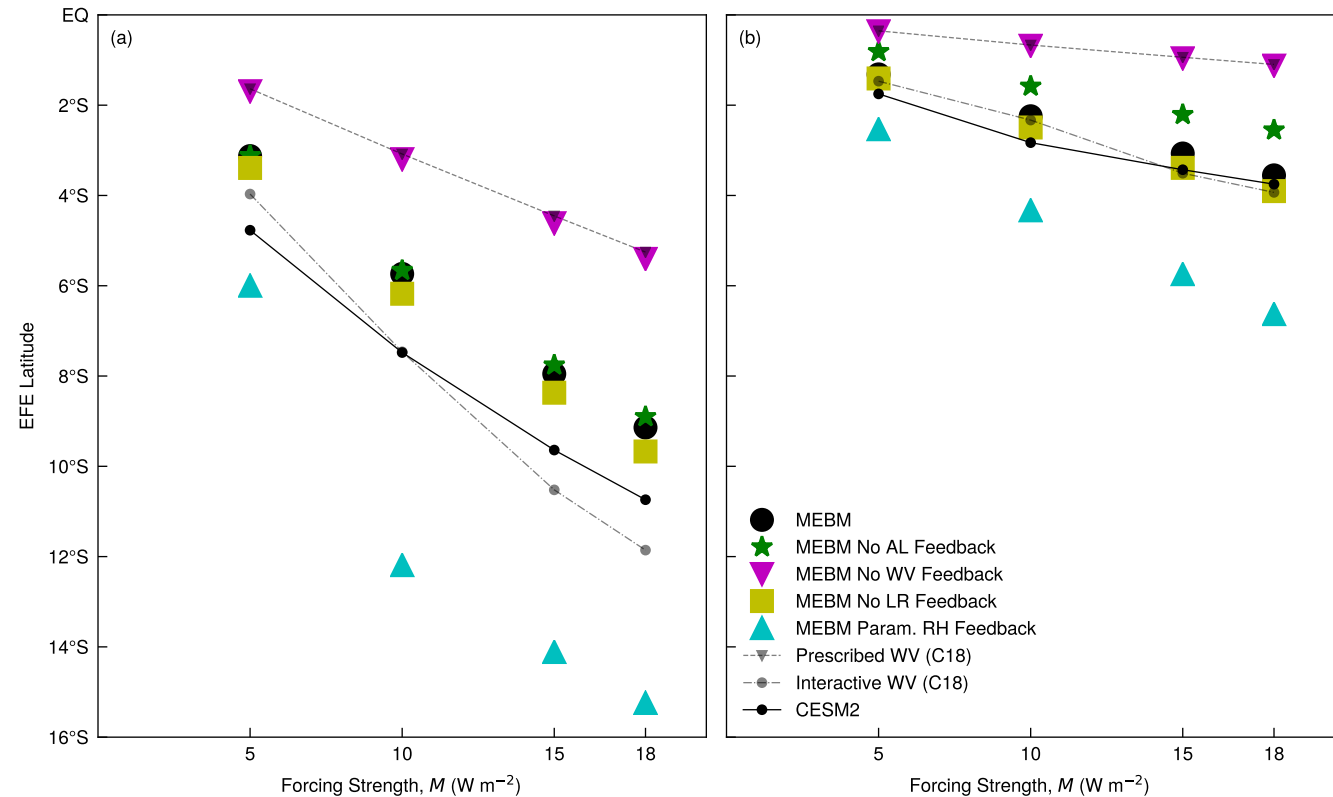 EQ
2°S
4°S
6°S
8°S
10°S
12°S
14°S
16°S
EFE Latitude
(a)
5
10
15
18
Forcing Strength, M (W m−2)
(b)
MEBM
MEBM No AL Feedback
MEBM No WV Feedback
MEBM No LR Feedback
MEBM Param. RH Feedback
Prescribed WV (C18)
Interactive WV (C18)
CESM2
5
10
15
18
Forcing Strength, M (W m−2)